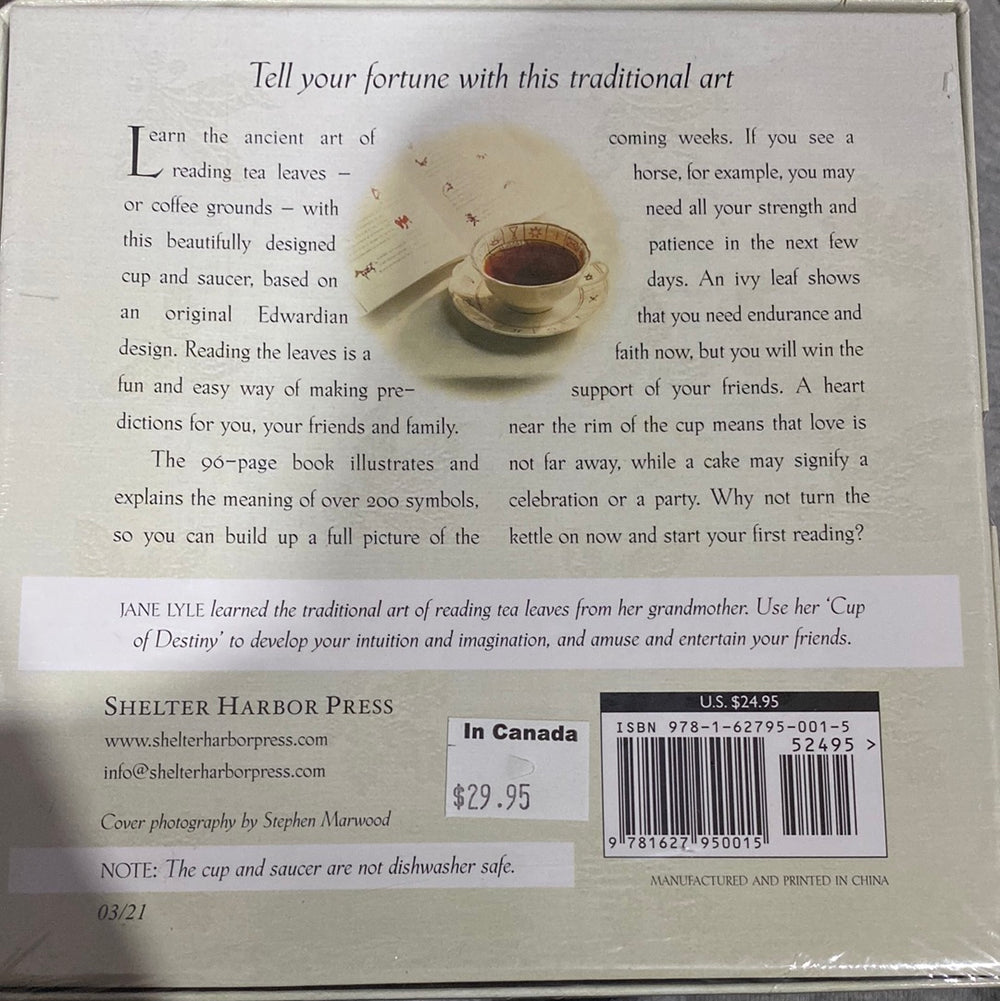 Tell your fortune with this traditional art
Learn the ancient art of
reading tea leaves –
or coffee grounds – with
this beautifully designed
cup and saucer, based on
an original Edwardian
design. Reading the leaves is a
fun and easy way of making pre-
dictions for you, your friends and family.
The 96-page book illustrates and
explains the meaning of over 200 symbols,
so you can build up a full picture of the
coming weeks. If you see a
horse, for example, you may
need all your strength and
patience in the next few
days. An ivy leaf shows
that you need endurance and
faith now, but you will win the
support of your friends. A heart
near the rim of the cup means that love is
not far away, while a cake may signify a
celebration or a party. Why not turn the
kettle on now and start your first reading?
JANE LYLE learned the traditional art of reading tea leaves from her grandmother. Use her ‘Cup
of Destiny’ to develop your intuition and imagination, and amuse and entertain your friends.
SHELTER HARBOR PRESS
www.shelterharborpress.com
info@shelterharborpress.com
Cover photography by Stephen Marwood
NOTE: The cup and saucer are not dishwasher safe.
03/21
In Canada
$29.95
U.S. $24.95
ISBN 978-1-62795-001-5
52495 >
9 781627 950015
MANUFACTURED AND PRINTED IN CHINA